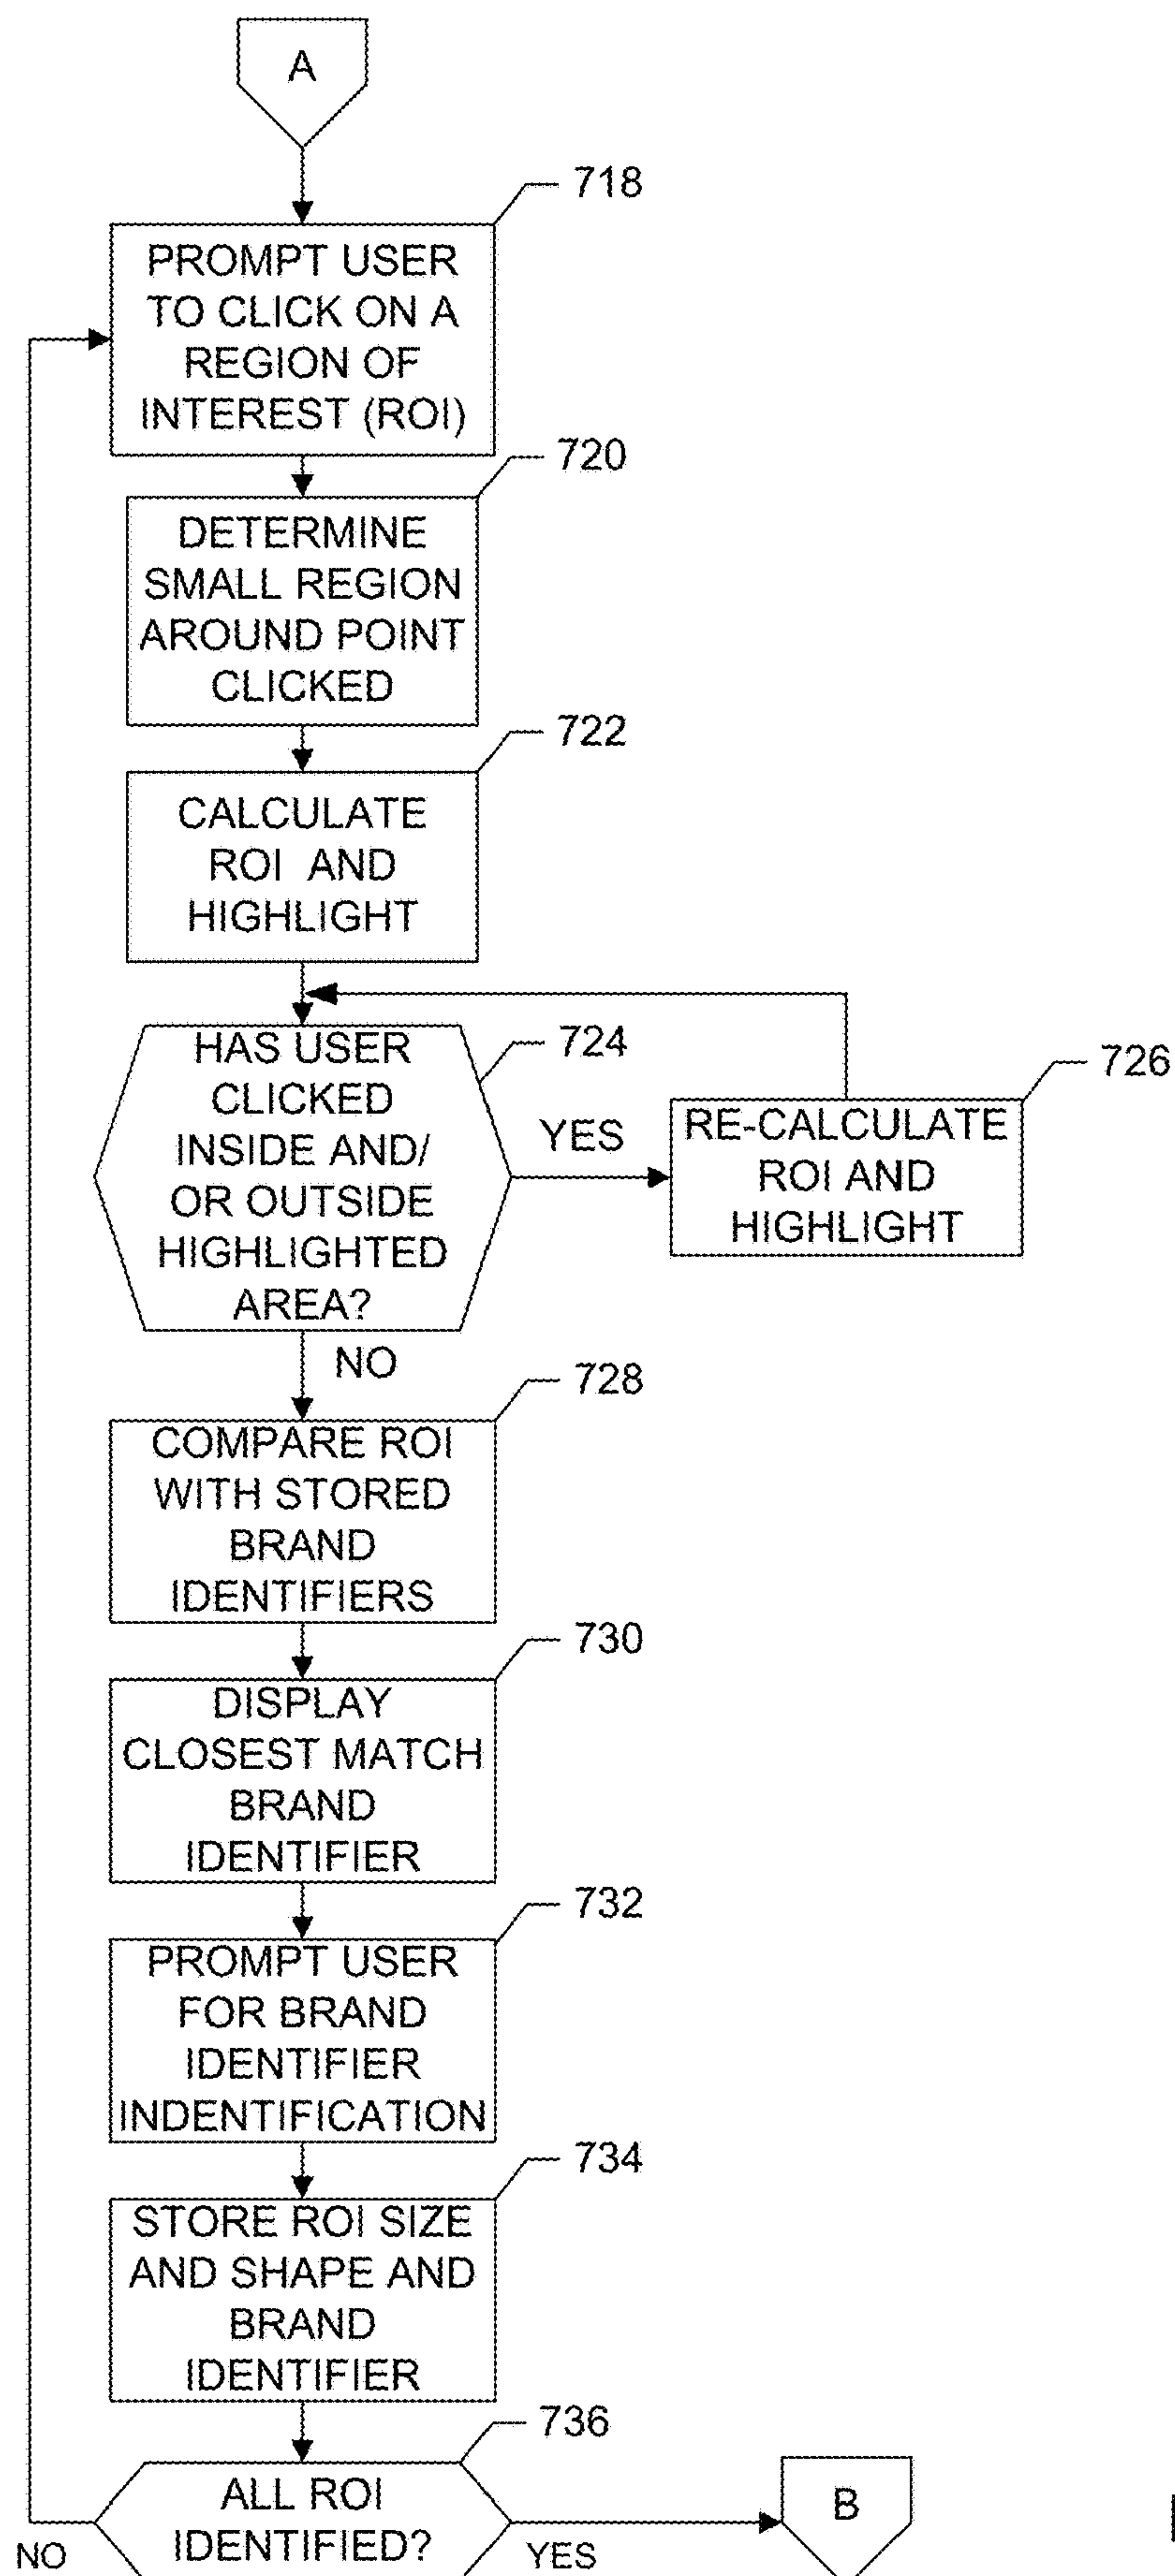 A
718
PROMPT USER
TO CLICK ON A
REGION OF
INTEREST (ROI)
720
DETERMINE
SMALL REGION
AROUND POINT
CLICKED
722
CALCULATE
ROI AND
HIGHLIGHT
724
HAS USER
CLICKED
INSIDE AND/
OR OUTSIDE
HIGHLIGHTED
AREA?
YES
726
RE-CALCULATE
ROI AND
HIGHLIGHT
NO
728
COMPARE ROI
WITH STORED
BRAND
IDENTIFIERS
730
DISPLAY
CLOSEST MATCH
BRAND
IDENTIFIER
732
PROMPT USER
FOR BRAND
IDENTIFIER
INDENTIFICATION
734
STORE ROI SIZE
AND SHAPE AND
BRAND
IDENTIFIER
736
ALL ROI
IDENTIFIED?
NO
YES
B